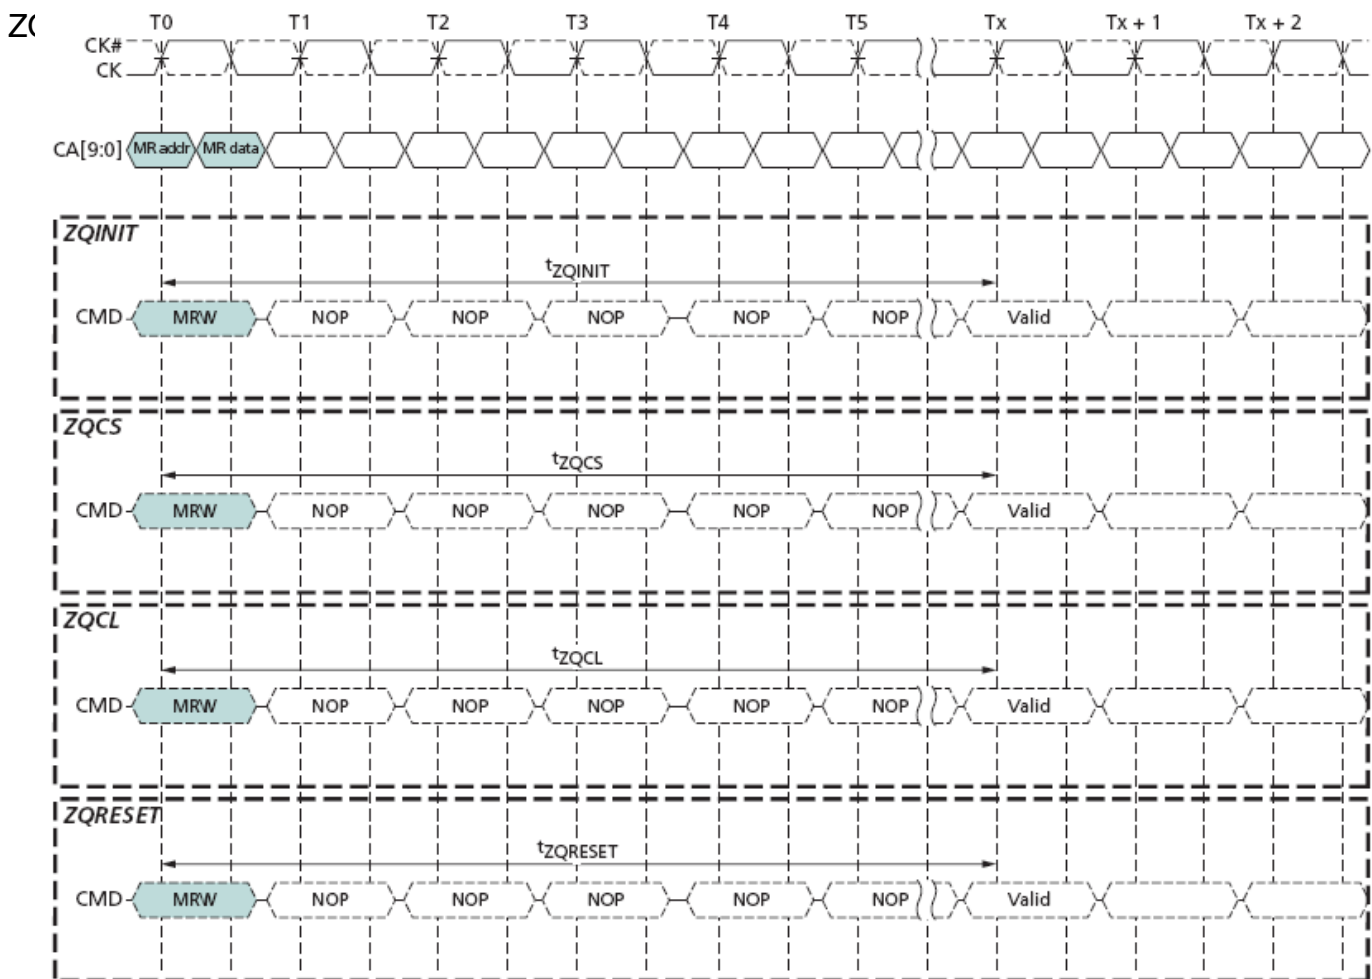 ZQ
T0 T1 T2 T3 T4 T5 Tx Tx + 1 Tx + 2
CK#
CK
CA[9:0] MR addr MR data
ZQINIT
tZQINIT
CMD MRW NOP NOP NOP NOP NOP Valid
ZQCS
tZQCS
CMD MRW NOP NOP NOP NOP NOP Valid
ZQCL
tZQCL
CMD MRW NOP NOP NOP NOP NOP Valid
ZQRESET
tZQRESET
CMD MRW NOP NOP NOP NOP NOP Valid